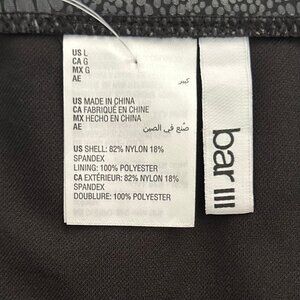 US L
CA G
MX G
AE كبير
US MADE IN CHINA
CA FABRIQUÉ EN CHINE
MX HECHO EN CHINA
AE صُنع في الصين
US SHELL: 82% NYLON 18%
SPANDEX
LINING: 100% POLYESTER
CA EXTÉRIEUR: 82% NYLON 18%
SPANDEX
DOUBLURE: 100% POLYESTER
bar III